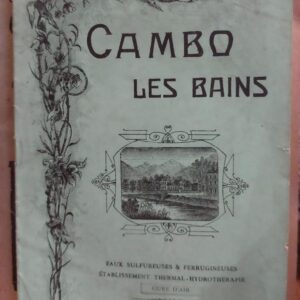 CAMBO
LES BAINS
EAUX SULFUREUSES & FERRUGINEUSES
ÉTABLISSEMENT THERMAL-HYDROTHÉRAPIE
CURE D'AIR